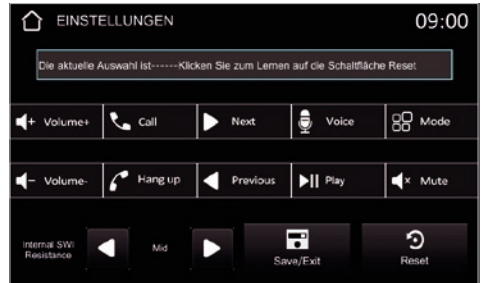 EINSTELLUNGEN 09:00
Die aktuelle Auswahl ist------Klicken Sie zum Lernen auf die Schaltfläche Reset
+ Volume+ Call Next Voice Mode
- Volume- Hang up Previous Play × Mute
Internal SWI
Resistance
Mid
Save/Exit Reset